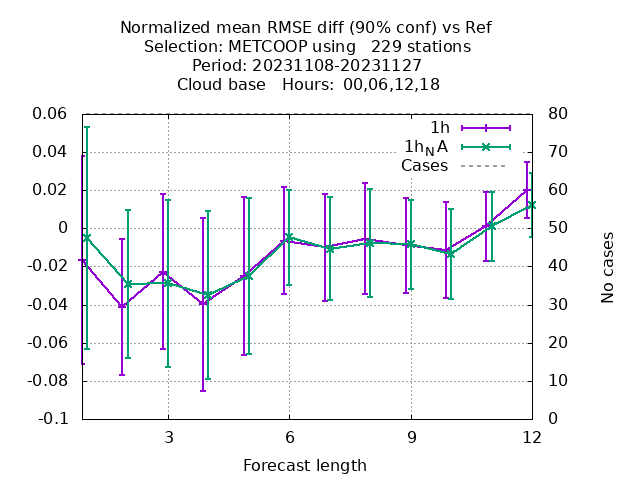 Normalized mean RMSE diff (90% conf) vs Ref
Selection: METCOOP using   229 stations
Period: 20231108-20231127
Cloud base   Hours:  00,06,12,18
0.06 80
1h
0.04 70
1h_N A
Cases
0.02 60
0 50
-0.02 40
-0.04 30
-0.06 20
-0.08 10
-0.1 0
No cases
3 6 9 12
Forecast length